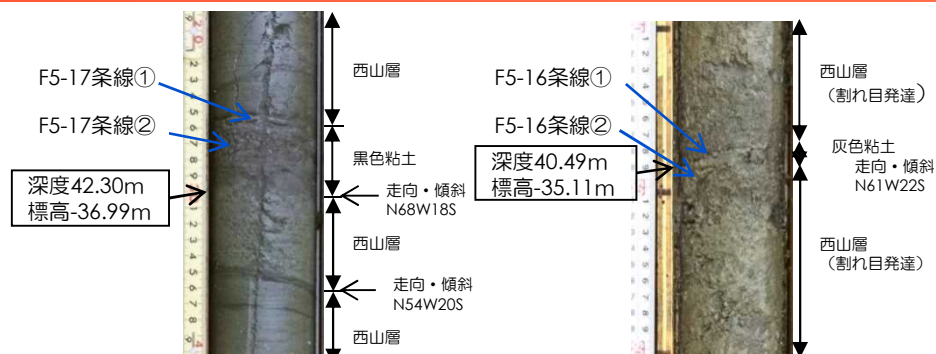 F5-17条線①
F5-17条線②
深度42.30m
標高-36.99m
西山層
黒色粘土
走向・傾斜
N68W18S
西山層
走向・傾斜
N54W20S
西山層
F5-16条線①
F5-16条線②
深度40.49m
標高-35.11m
西山層
（割れ目発達）
灰色粘土
走向・傾斜
N61W22S
西山層
（割れ目発達）